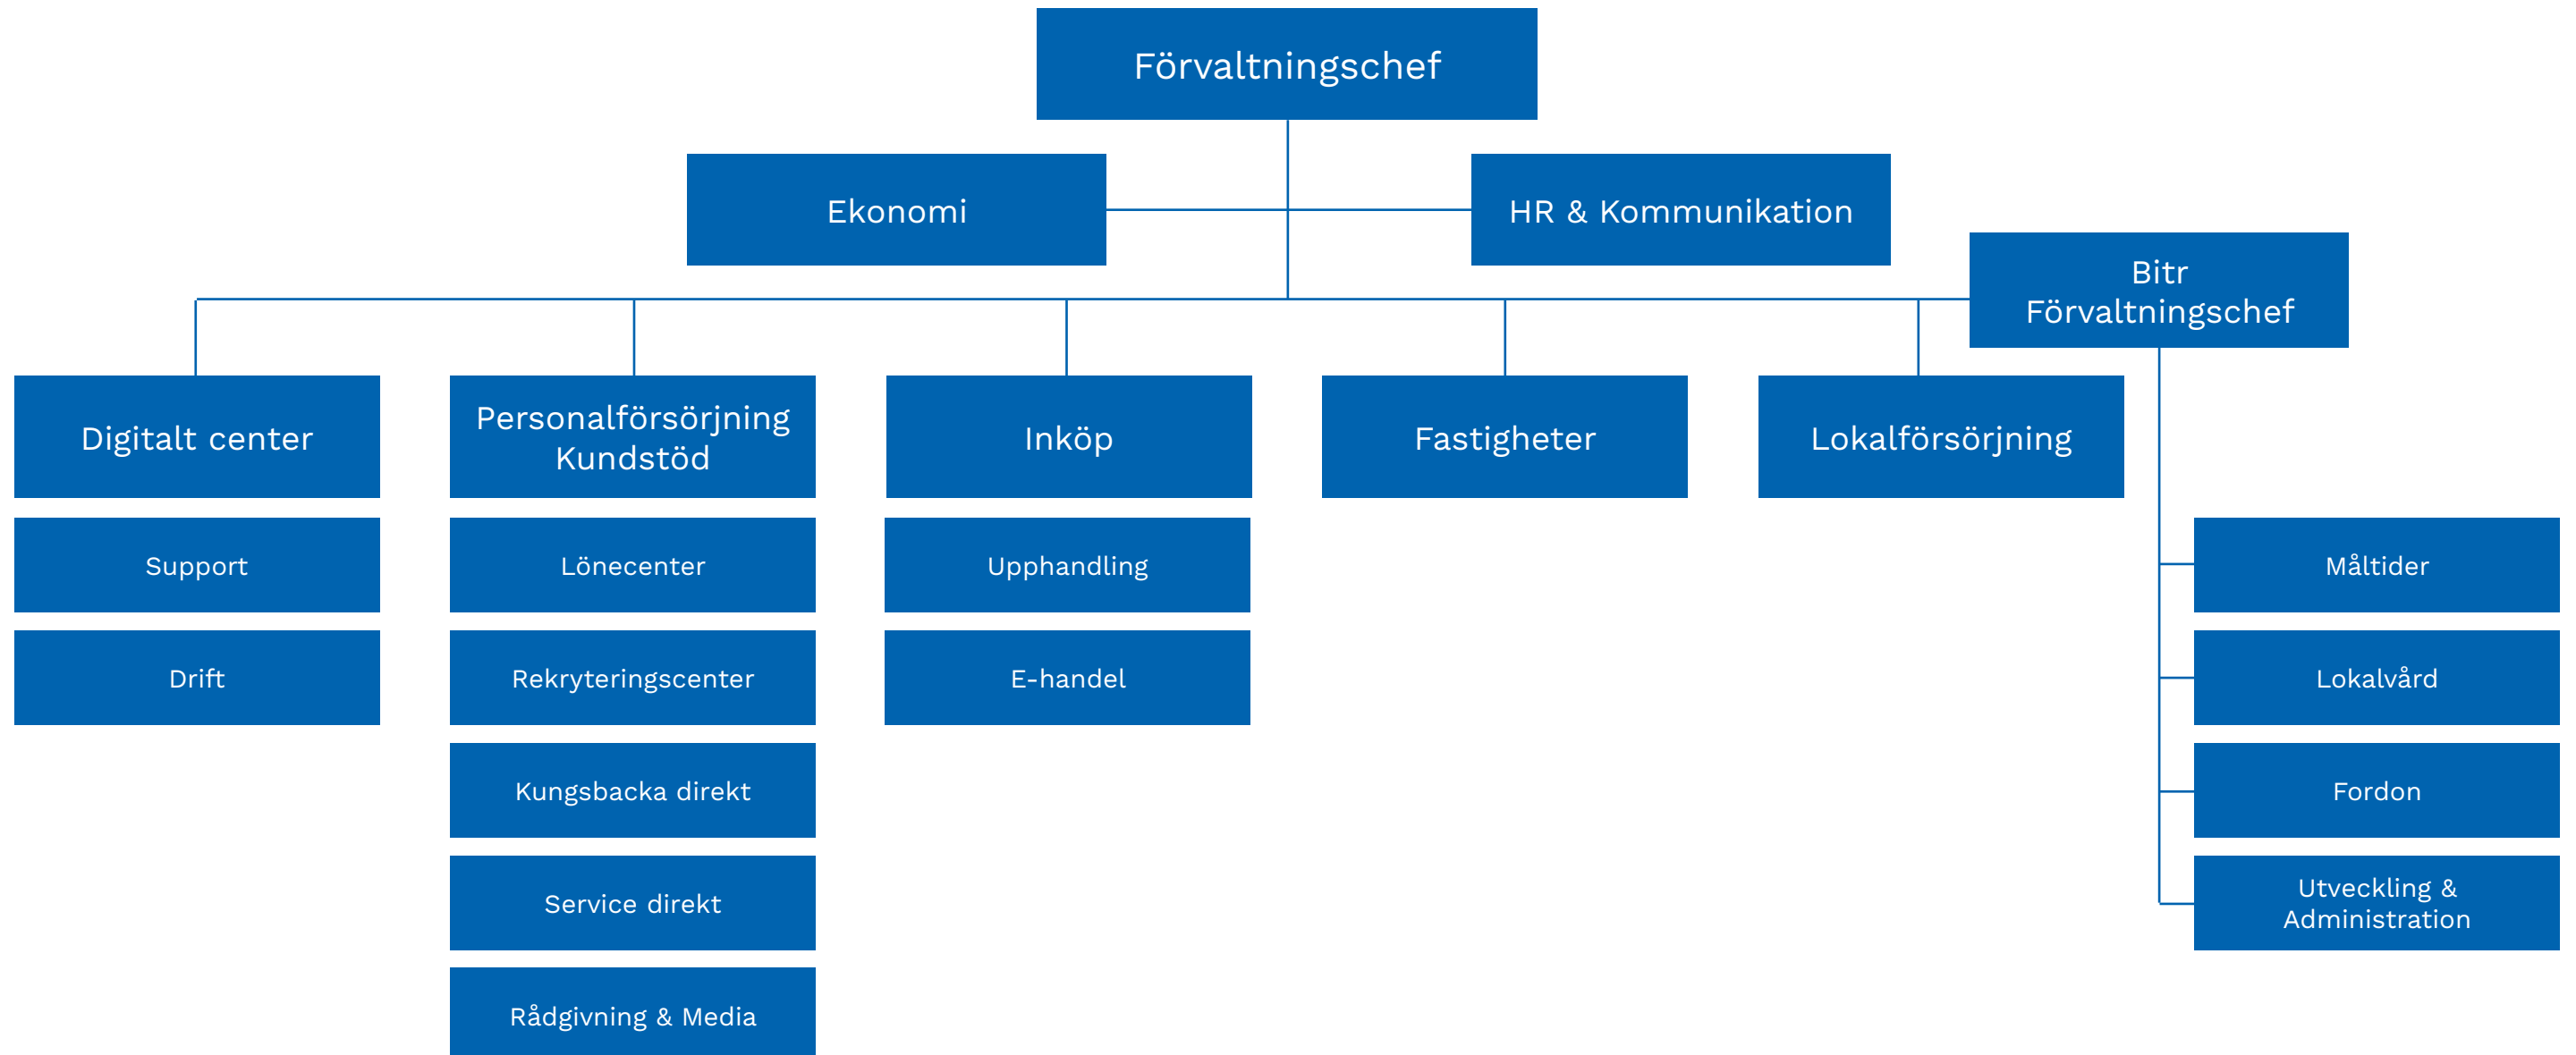 Förvaltningschef
Ekonomi
HR & Kommunikation
Bitr
Förvaltningschef
Digitalt center
Personalförsörjning
Kundstöd
Inköp
Fastigheter
Lokalförsörjning
Support
Lönecenter
Upphandling
Måltider
Drift
Rekryteringscenter
E-handel
Lokalvård
Kungsbacka direkt
Fordon
Service direkt
Utveckling &
Administration
Rådgivning & Media